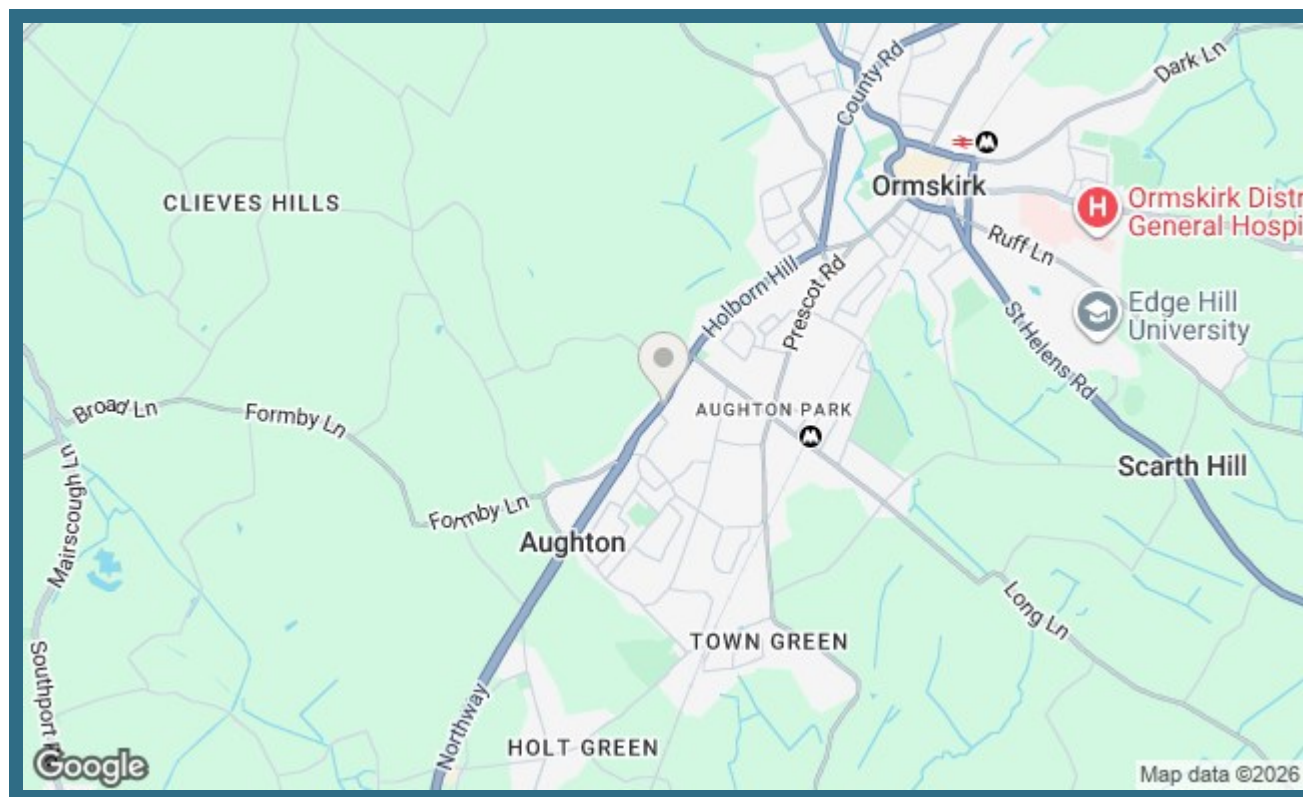 County Rd
Dark Ln
Ormskirk
CLIEVES HILLS
H
Ormskirk Distr
General Hospi
Ruff Ln
Holborn Hill
Prescot Rd
Edge Hill
University
St Helens Rd
Broad Ln
Formby Ln
AUGHTON PARK
Scarth Hill
Mairscough Ln
Formby Ln
Aughton
Long Ln
TOWN GREEN
Southport
Northway
HOLT GREEN
Google
Map data ©2026